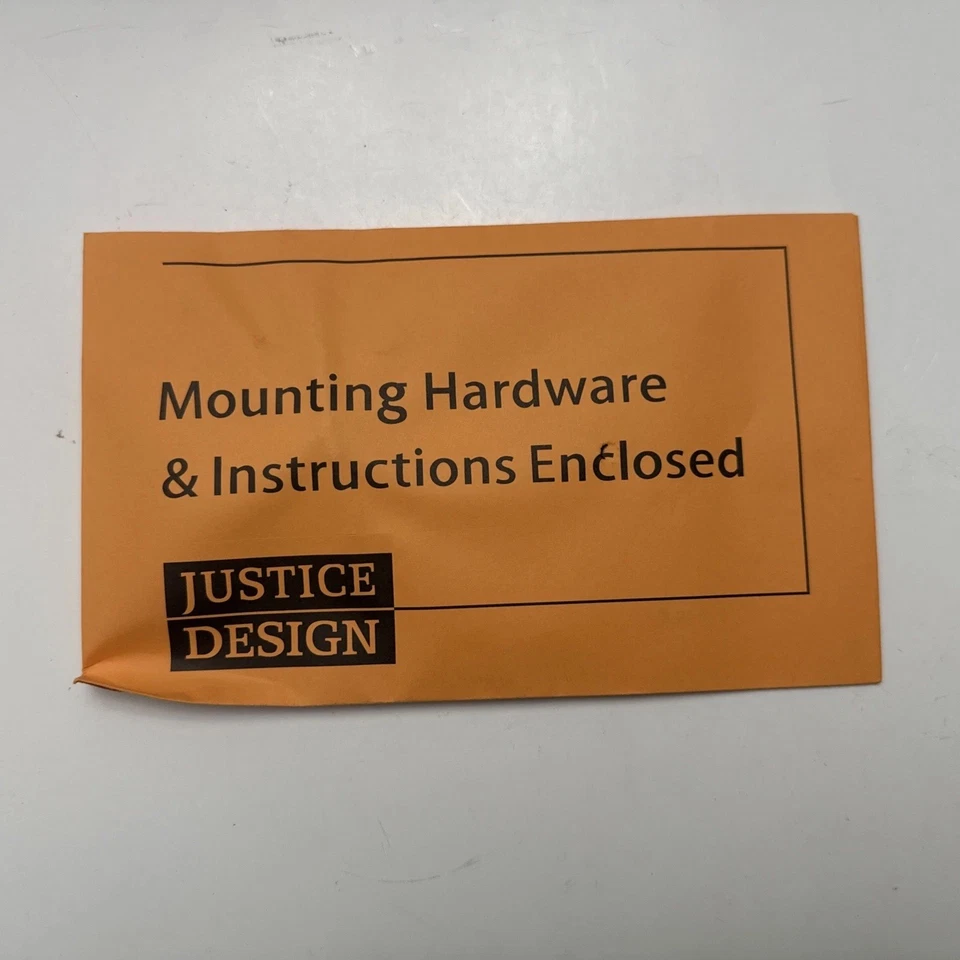 Mounting Hardware
& Instructions Enclosed
JUSTICE
DESIGN